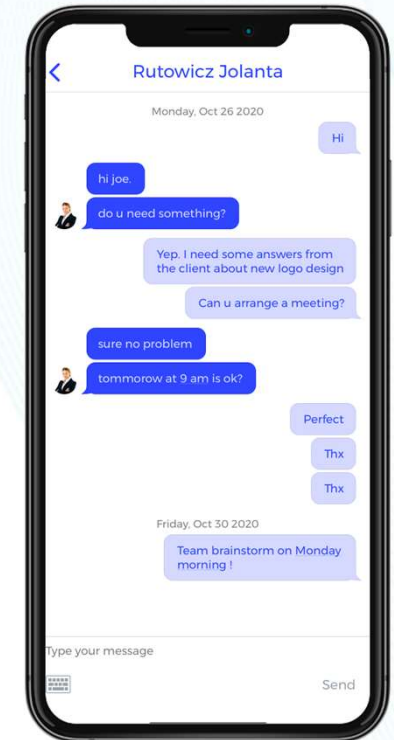 Rutowicz Jolanta
Monday, Oct 26 2020
Hi
hi joe.
do u need something?
Yep. I need some answers from
the client about new logo design
Can u arrange a meeting?
sure no problem
tommorow at 9 am is ok?
Perfect
Thx
Thx
Friday, Oct 30 2020
Team brainstorm on Monday
morning !
Type your message
Send